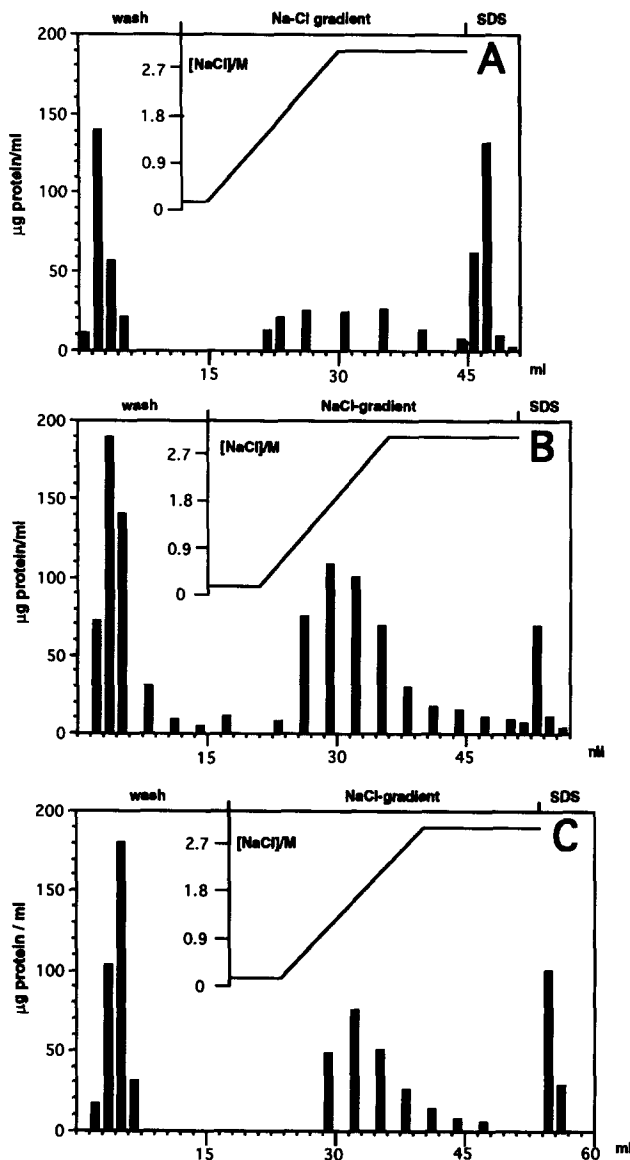 wash Na-Cl gradient SDS
200
150
100
50
0
µg protein/ml
[NaCl]/M
2.7
1.8
0.9
0
A
15 30 45 ml
wash NaCl-gradient SDS
200
150
100
50
0
µg protein/ml
[NaCl]/M
2.7
1.8
0.9
0
B
15 30 45
wash NaCl-gradient SDS
200
150
100
50
0
µg protein / ml
[NaCl]/M
2.7
1.8
0.9
0
C
15 30 45 60 ml